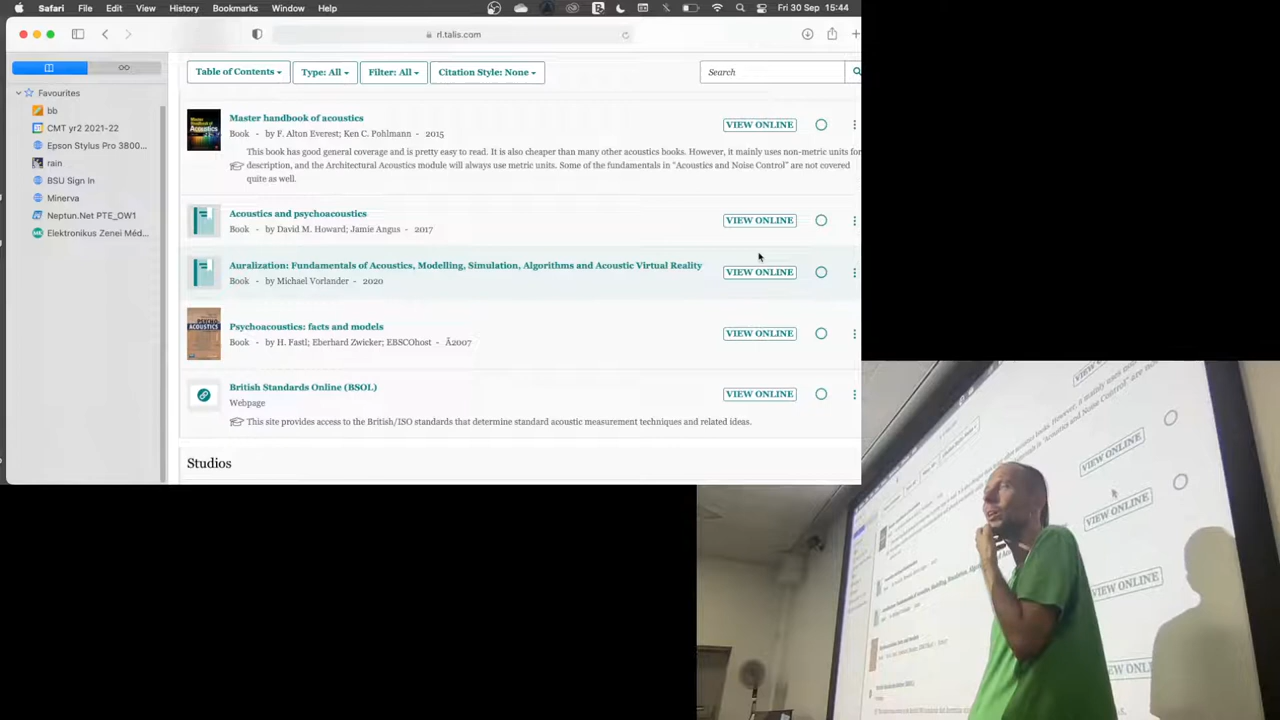 Safari File Edit View History Bookmarks Window Help Fri 30 Sep 15:44
rl.talis.com
Favourites
bb
CMT yr2 2021-22
Epson Stylus Pro 3800...
rain
BSU Sign In
Minerva
Neptun.Net PTE_OW1
Elektronikus Zenei Méd...
Table of Contents Type: All Filter: All Citation Style: None Search
Master handbook of acoustics
Book - by F. Alton Everest; Ken C. Pohlmann - 2015
VIEW ONLINE
This book has good general coverage and is pretty easy to read. It is also cheaper than many other acoustics books. However, it mainly uses non-metric units for
description, and the Architectural Acoustics module will always use metric units. Some of the fundamentals in "Acoustics and Noise Control" are not covered
quite as well.
Acoustics and psychoacoustics
Book - by David M. Howard; Jamie Angus - 2017
VIEW ONLINE
Auralization: Fundamentals of Acoustics, Modelling, Simulation, Algorithms and Acoustic Virtual Reality
Book - by Michael Vorlander - 2020
VIEW ONLINE
Psychoacoustics: facts and models
Book - by H. Fastl; Eberhard Zwicker; EBSCOhost - Â2007
VIEW ONLINE
British Standards Online (BSOL)
Webpage
VIEW ONLINE
This site provides access to the British/ISO standards that determine standard acoustic measurement techniques and related ideas.
Studios
VIEW ONLINE
VIEW ONLINE
VIEW ONLINE